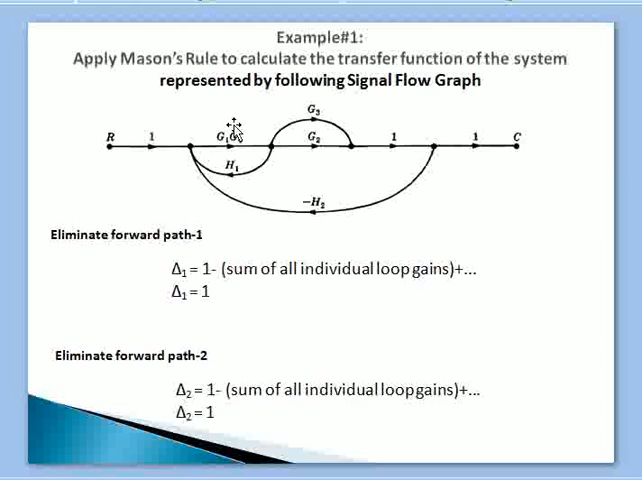 Example#1:
Apply Mason's Rule to calculate the transfer function of the system
represented by following Signal Flow Graph
G₃
R 1 G₂ 1 1 C
H₁
−H₂
Eliminate forward path-1
Δ₁ = 1- (sum of all individual loop gains)+...
Δ₁ = 1
Eliminate forward path-2
Δ₂ = 1- (sum of all individual loop gains)+...
Δ₂ = 1